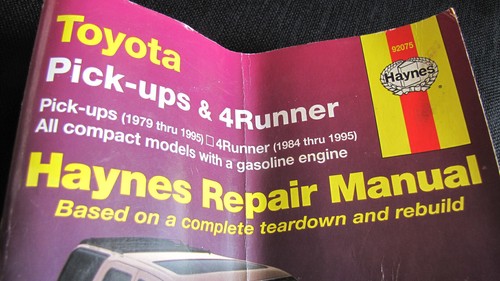 Toyota
Pick-ups & 4Runner
Pick-ups (1979 thru 1995) □ 4Runner (1984 thru 1995)
All compact models with a gasoline engine
92075
Haynes
Haynes Repair Manual
Based on a complete teardown and rebuild